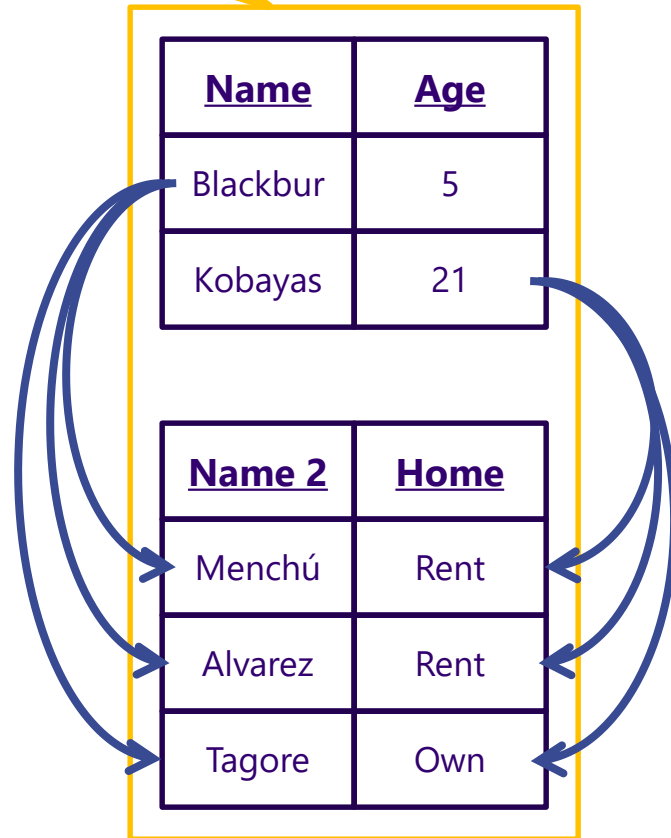 Name Age
Blackbur 5
Kobayas 21
Name 2 Home
Menchú Rent
Alvarez Rent
Tagore Own